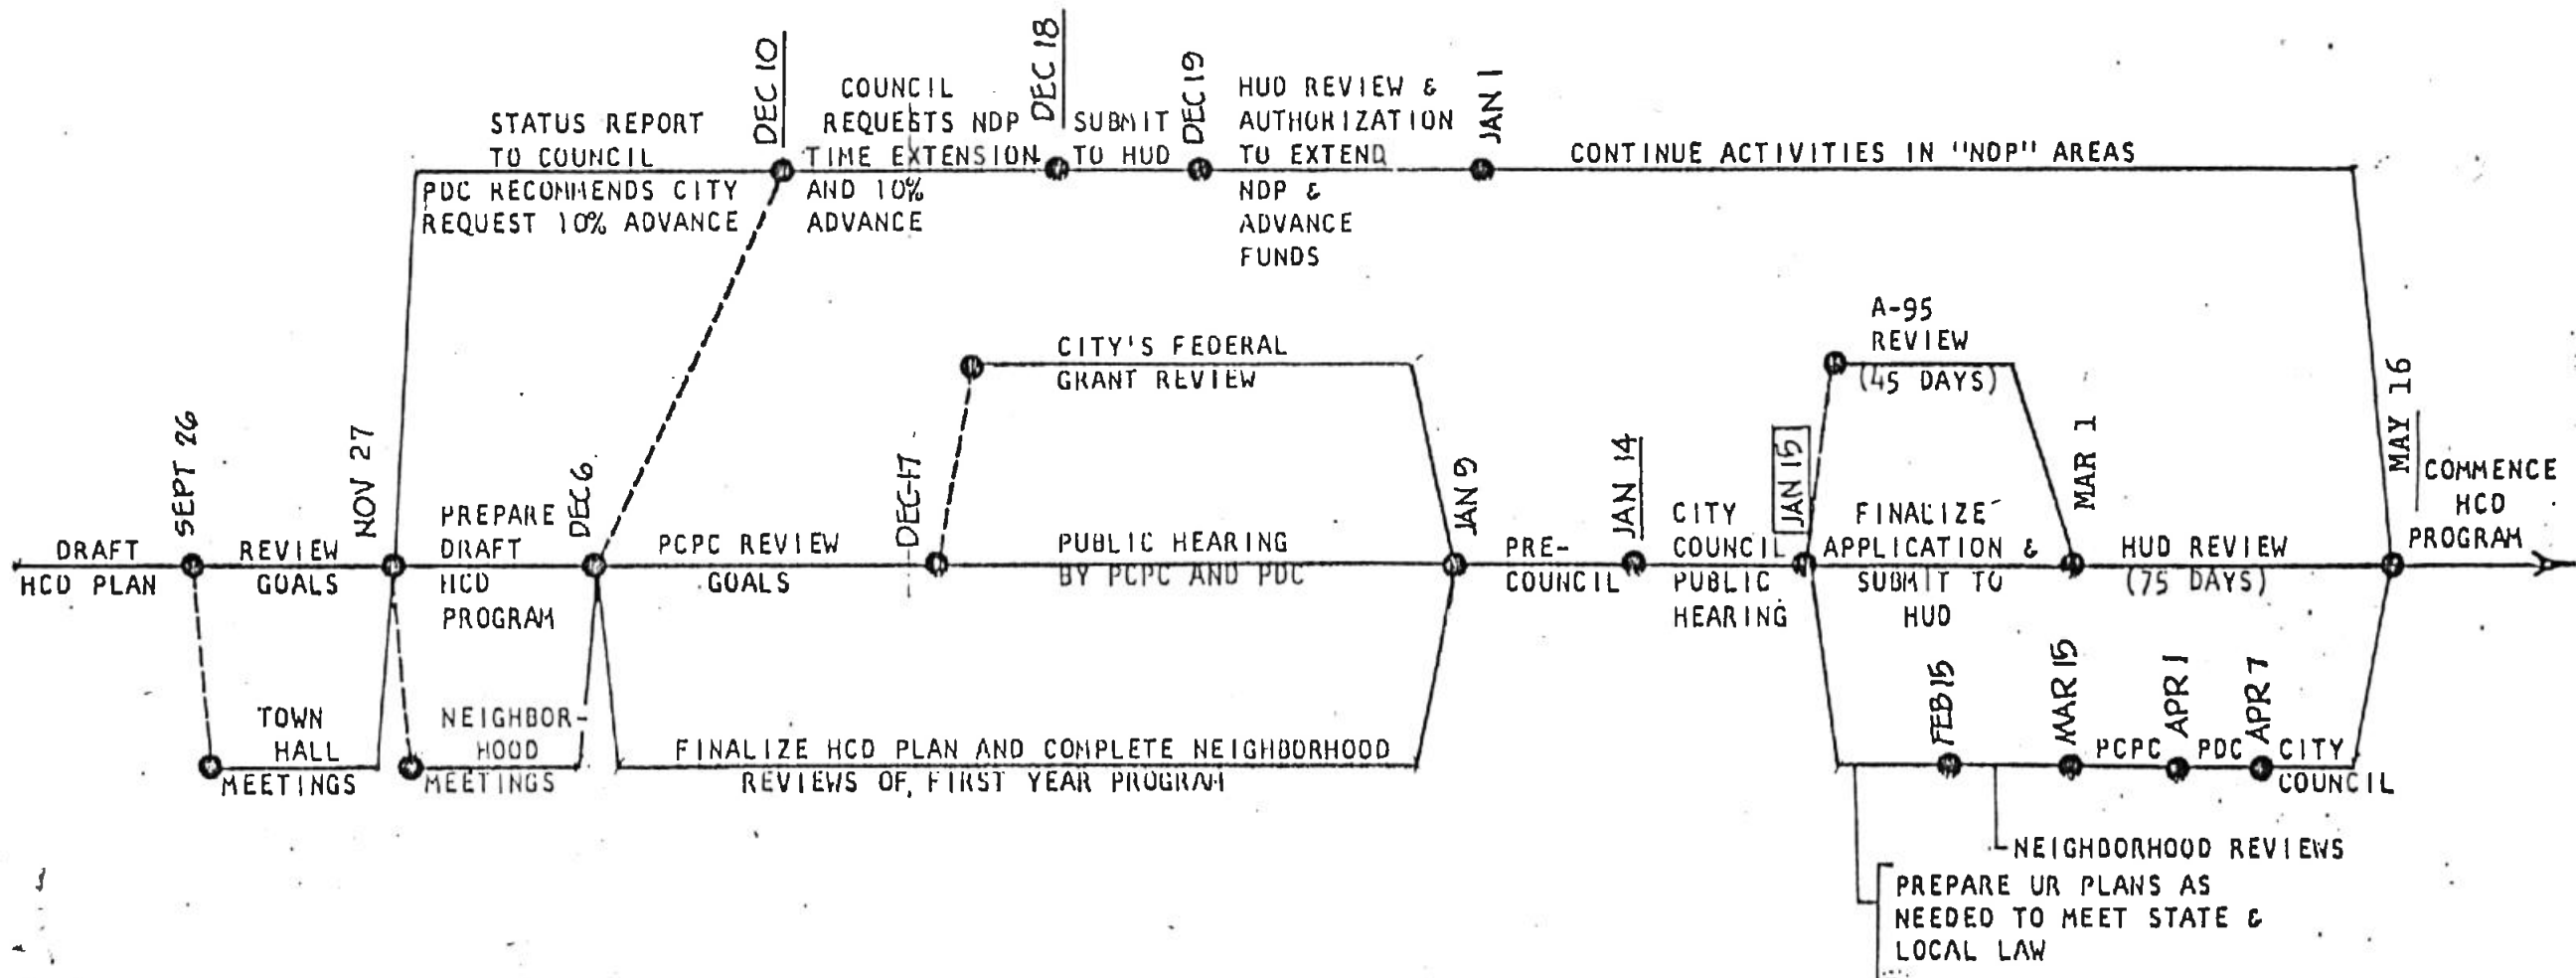 DEC 10
DEC 18
DEC 19
JAN 1
STATUS REPORT
TO COUNCIL
PDC RECOMMENDS CITY
REQUEST 10% ADVANCE
COUNCIL
REQUESTS NDP
TIME EXTENSION
AND 10%
ADVANCE
SUBMIT
TO HUD
HUD REVIEW &
AUTHORIZATION
TO EXTEND
NDP &
ADVANCE
FUNDS
CONTINUE ACTIVITIES IN "NDP" AREAS
CITY'S FEDERAL
GRANT REVIEW
A-95
REVIEW
(45 DAYS)
SEPT 26
NOV 27
DEC 6
DEC 17
JAN 9
JAN 14
JAN 15
MAR 1
MAY 16
DRAFT
HCD PLAN
REVIEW
GOALS
PREPARE
DRAFT
HCD
PROGRAM
PCPC REVIEW
GOALS
PUBLIC HEARING
BY PCPC AND PDC
PRE-
COUNCIL
CITY
COUNCIL
PUBLIC
HEARING
FINALIZE
APPLICATION &
SUBMIT TO
HUD
HUD REVIEW
(75 DAYS)
COMMENCE
HCD
PROGRAM
TOWN
HALL
MEETINGS
NEIGHBOR-
HOOD
MEETINGS
FINALIZE HCD PLAN AND COMPLETE NEIGHBORHOOD
REVIEWS OF FIRST YEAR PROGRAM
FEB 15
MAR 15
APR 1
APR 7
PCPC
PDC
CITY
COUNCIL
NEIGHBORHOOD REVIEWS
PREPARE UR PLANS AS
NEEDED TO MEET STATE &
LOCAL LAW